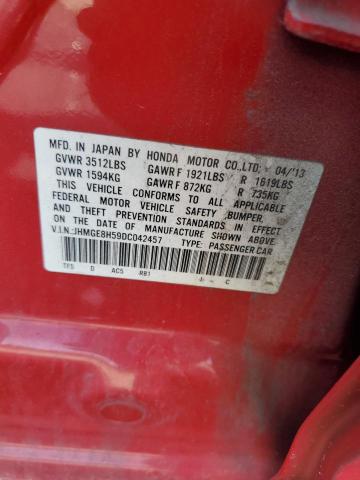 MFD. IN JAPAN BY HONDA MOTOR CO.,LTD. 04/'13
GVWR 3512LBS GAWR F 1921LBS R 1619LBS
GVWR 1594KG GAWR F 872KG R 735KG
THIS VEHICLE CONFORMS TO ALL APPLICABLE
FEDERAL MOTOR VEHICLE SAFETY, BUMPER,
THEFT PREVENTION STANDARDS IN EFFECT
ON THE DATE OF MANUFACTURE SHOWN ABOVE.
V.I.N.:JHMGE8H59DC042457 TYPE: PASSENGER CAR
TF5 D AC5 RB1 C